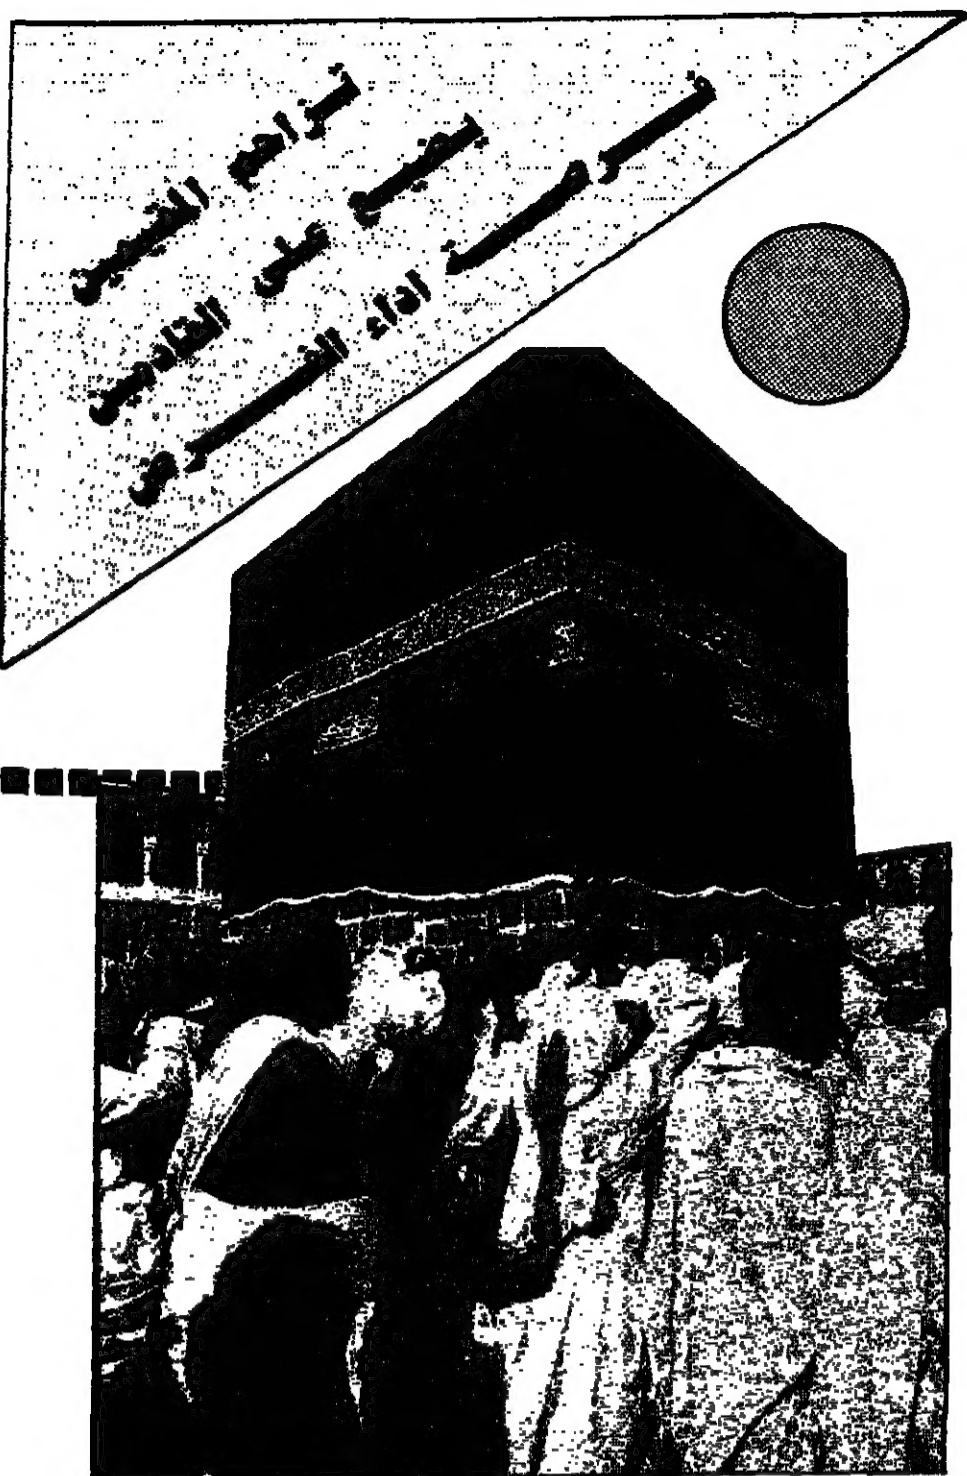 تزاحم المقيمين
يضيع على القادمين
فرصة أداء الفرض